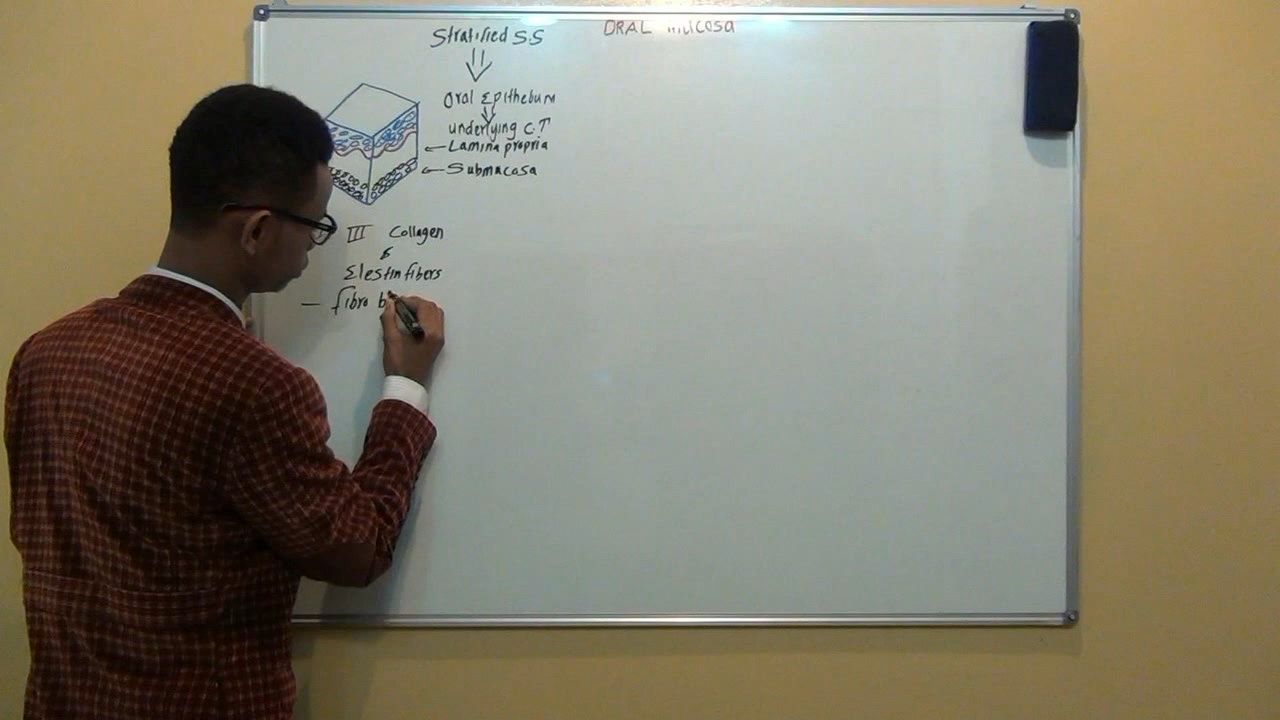 ORAL mucosa
Stratified S.S
Oral Epithelium
underlying C.T
Lamina propria
Submucosa
III Collagen
&
Elestin fibers
— fibro b